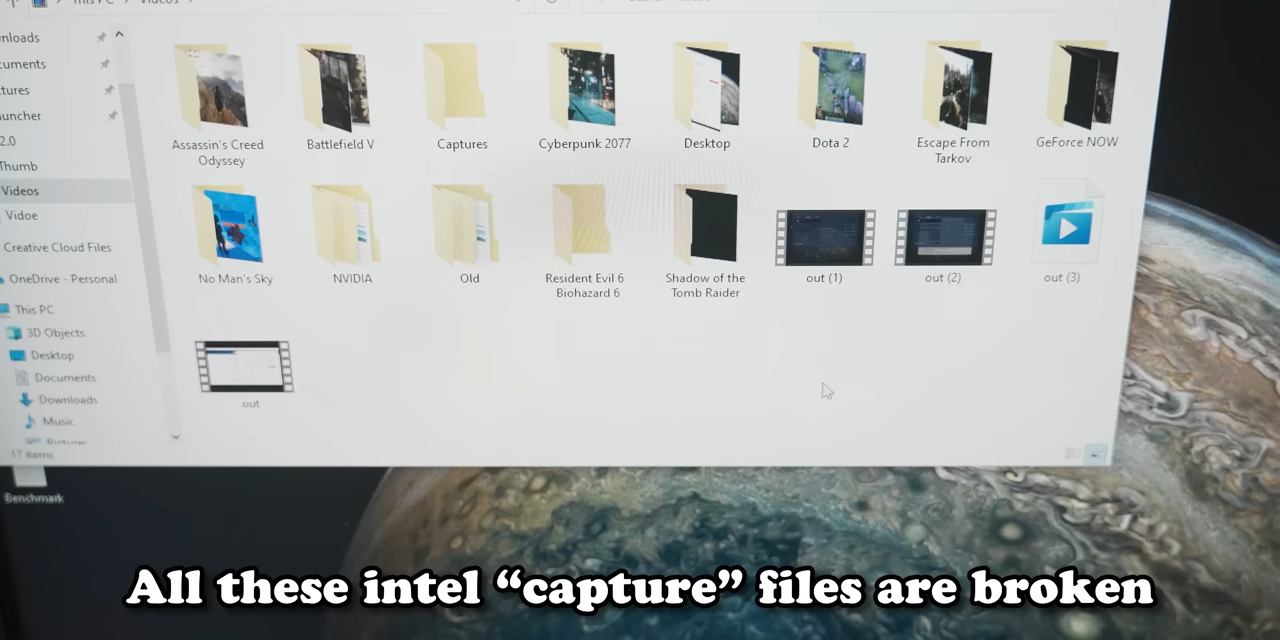 This PC > Videos >
nloads
cuments
tures
uncher
2.0
Thumb
Videos
Vidoe
Creative Cloud Files
OneDrive - Personal
This PC
3D Objects
Desktop
Documents
Downloads
Music
17 items
Assassin's Creed
Odyssey
Battlefield V
Captures
Cyberpunk 2077
Desktop
Dota 2
Escape From
Tarkov
GeForce NOW
No Man's Sky
NVIDIA
Old
Resident Evil 6
Biohazard 6
Shadow of the
Tomb Raider
out (1)
out (2)
out (3)
out
Benchmark
All these intel “capture” files are broken